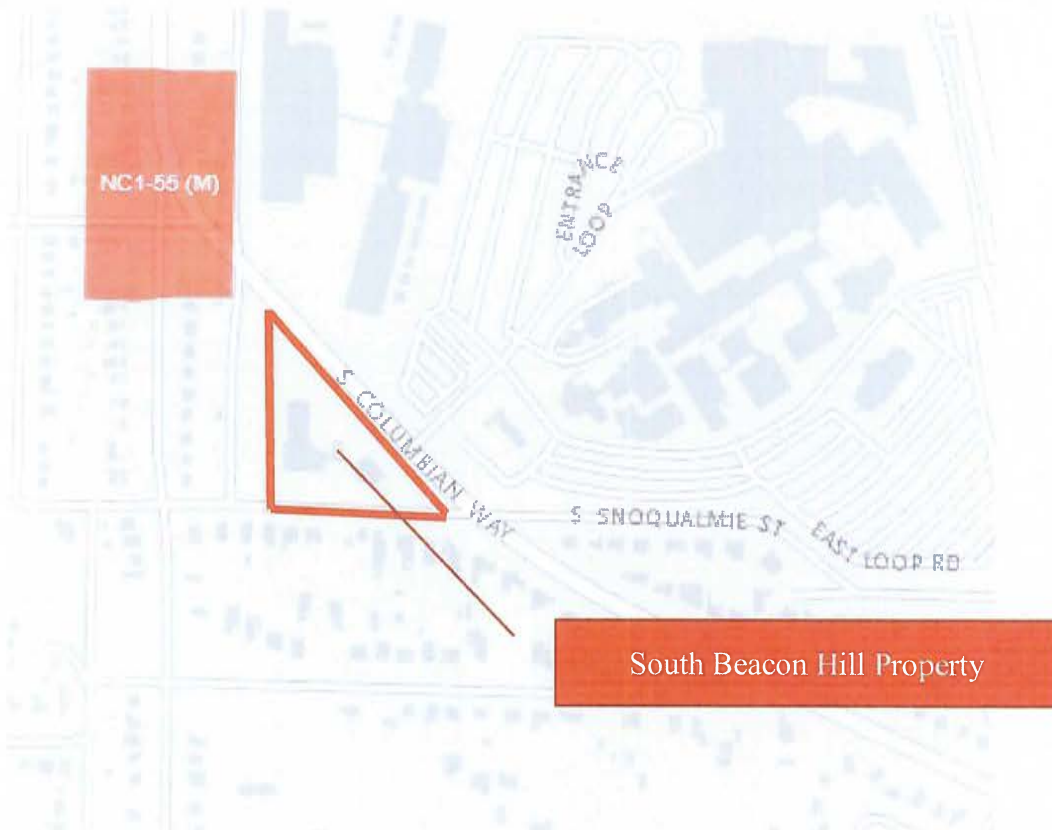 NC1-55 (M)
ENTRANCE
LOOP
S COLUMBIAN WAY
S SNOQUALMIE ST
EAST LOOP RD
South Beacon Hill Property